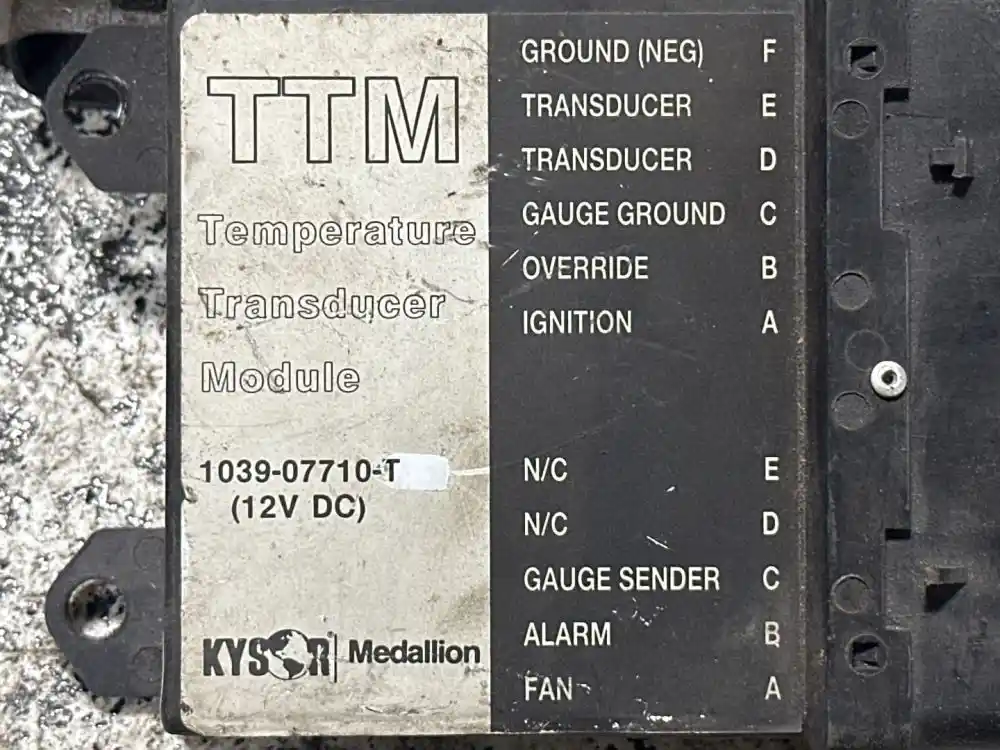 TTM
Temperature
Transducer
Module
1039-07710-T
(12V DC)
KYSOR Medallion
GROUND (NEG) F
TRANSDUCER E
TRANSDUCER D
GAUGE GROUND C
OVERRIDE B
IGNITION A
N/C E
N/C D
GAUGE SENDER C
ALARM B
FAN A